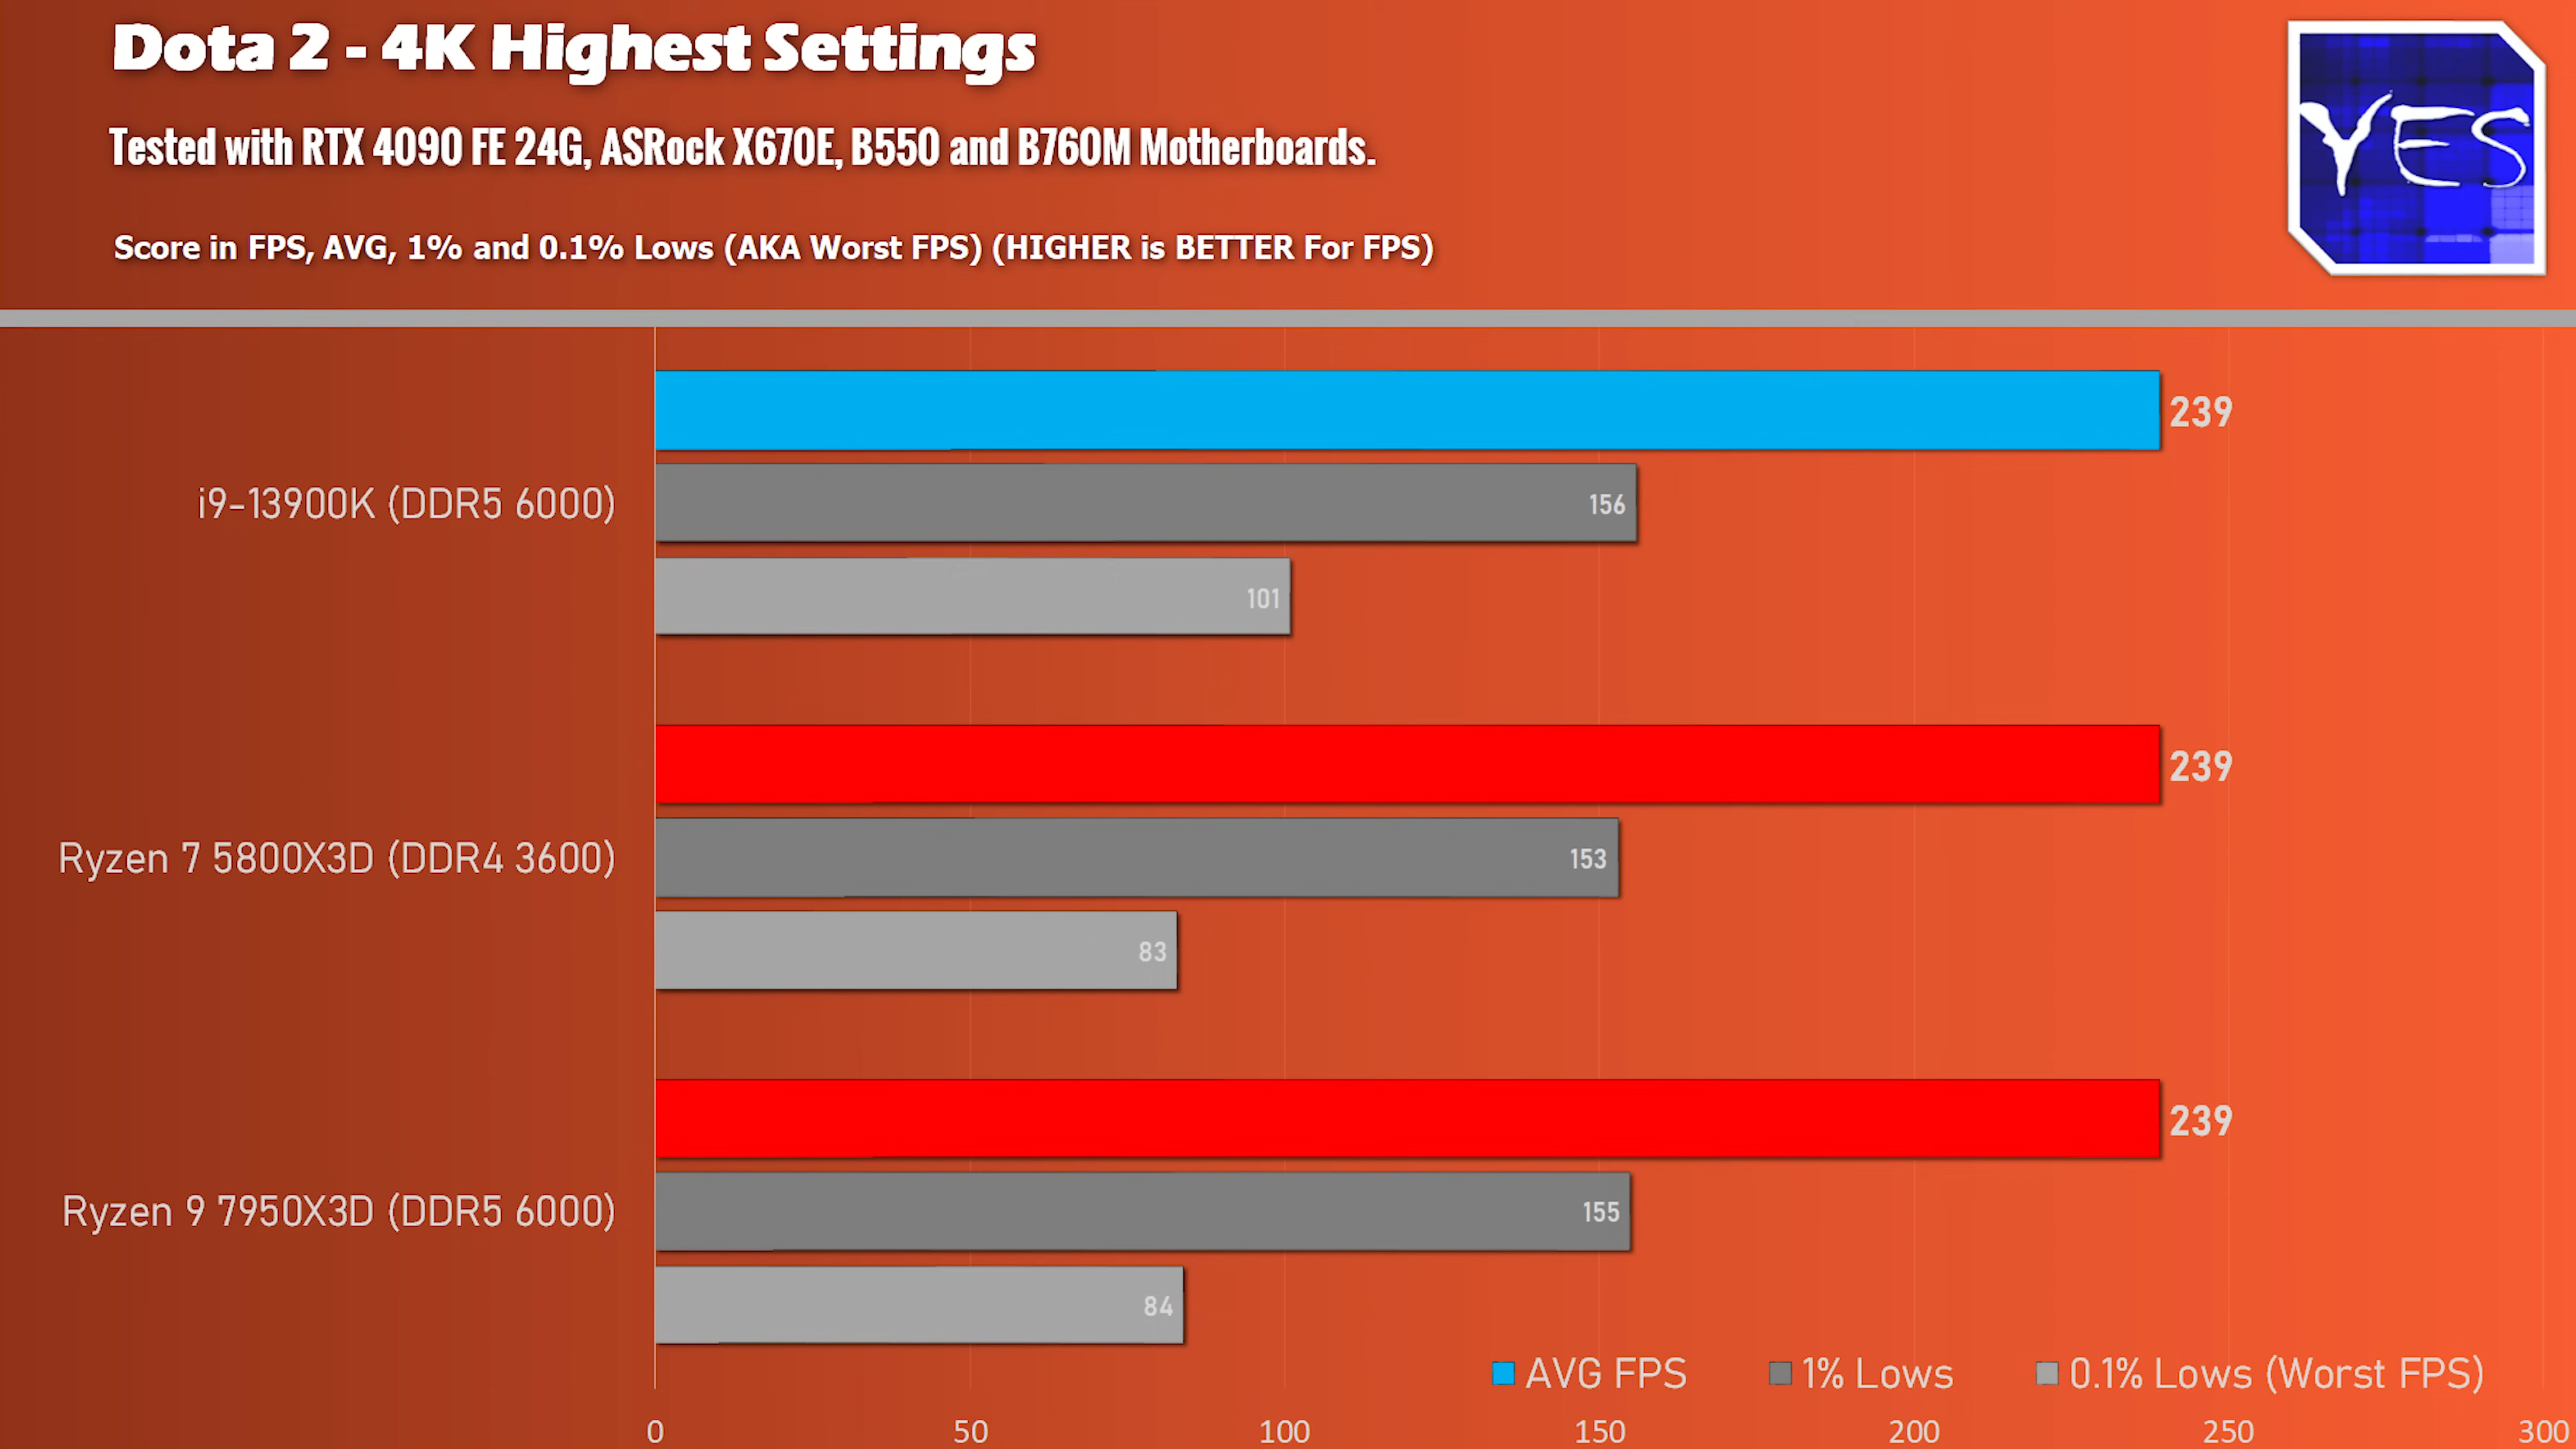 Dota 2 - 4K Highest Settings
Tested with RTX 4090 FE 24G, ASRock X670E, B550 and B760M Motherboards.
Score in FPS, AVG, 1% and 0.1% Lows (AKA Worst FPS) (HIGHER is BETTER For FPS)
YES
239
i9-13900K (DDR5 6000)
156
101
239
Ryzen 7 5800X3D (DDR4 3600)
153
83
239
Ryzen 9 7950X3D (DDR5 6000)
155
84
AVG FPS 1% Lows 0.1% Lows (Worst FPS)
0 50 100 150 200 250 300